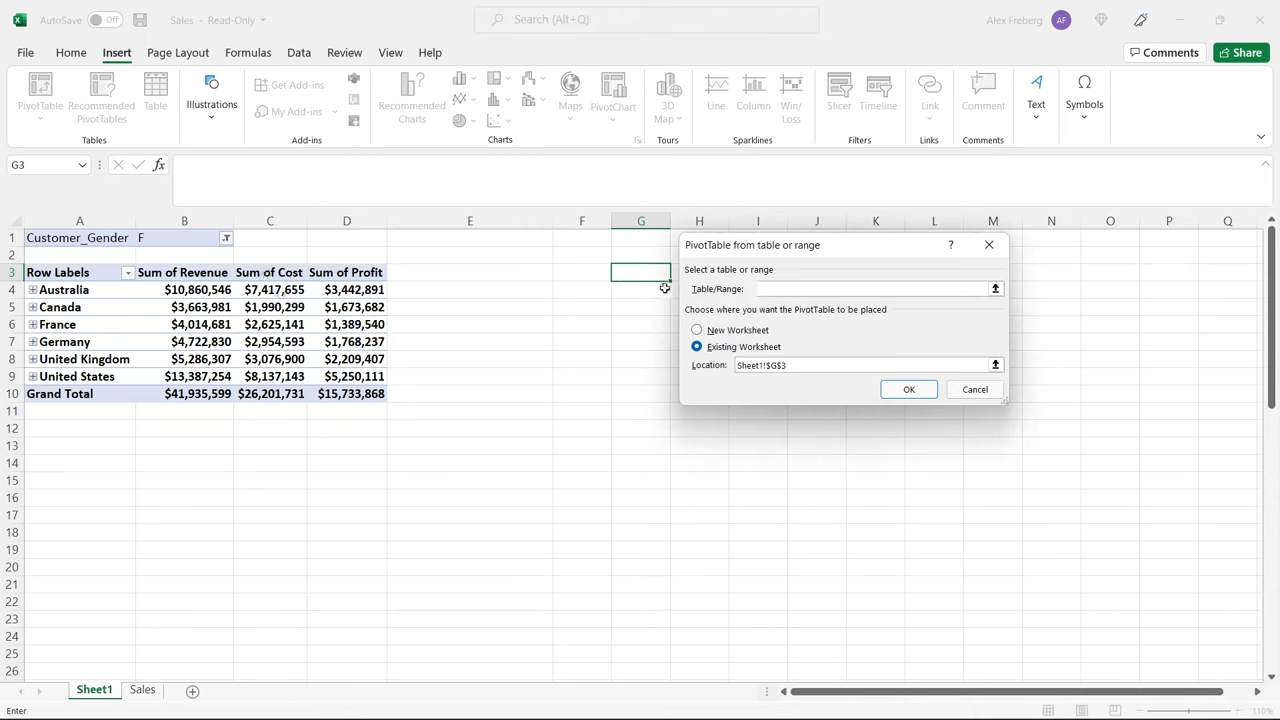 AutoSave Off Sales - Read-Only Search (Alt+Q) Alex Freberg AF
File Home Insert Page Layout Formulas Data Review View Help Comments Share
PivotTable Recommended PivotTables Table Illustrations Get Add-ins My Add-ins Recommended Charts Maps PivotChart 3D Map Line Column Win/Loss Slicer Timeline Link Comment Text Symbols
Tables Add-ins Charts Tours Sparklines Filters Links Comments
G3 fx
A B C D E F G H I J K L M N O P Q
1 Customer_Gender F
2
3 Row Labels Sum of Revenue Sum of Cost Sum of Profit
4 Australia $10,860,546 $7,417,655 $3,442,891
5 Canada $3,663,981 $1,990,299 $1,673,682
6 France $4,014,681 $2,625,141 $1,389,540
7 Germany $4,722,830 $2,954,593 $1,768,237
8 United Kingdom $5,286,307 $3,076,900 $2,209,407
9 United States $13,387,254 $8,137,143 $5,250,111
10 Grand Total $41,935,599 $26,201,731 $15,733,868
11
12
13
14
15
16
17
18
19
20
21
22
23
24
25
26
PivotTable from table or range ?
Select a table or range
Table/Range:
Choose where you want the PivotTable to be placed
New Worksheet
Existing Worksheet
Location: Sheet1!$G$3
OK Cancel
Sheet1 Sales
Enter 110%